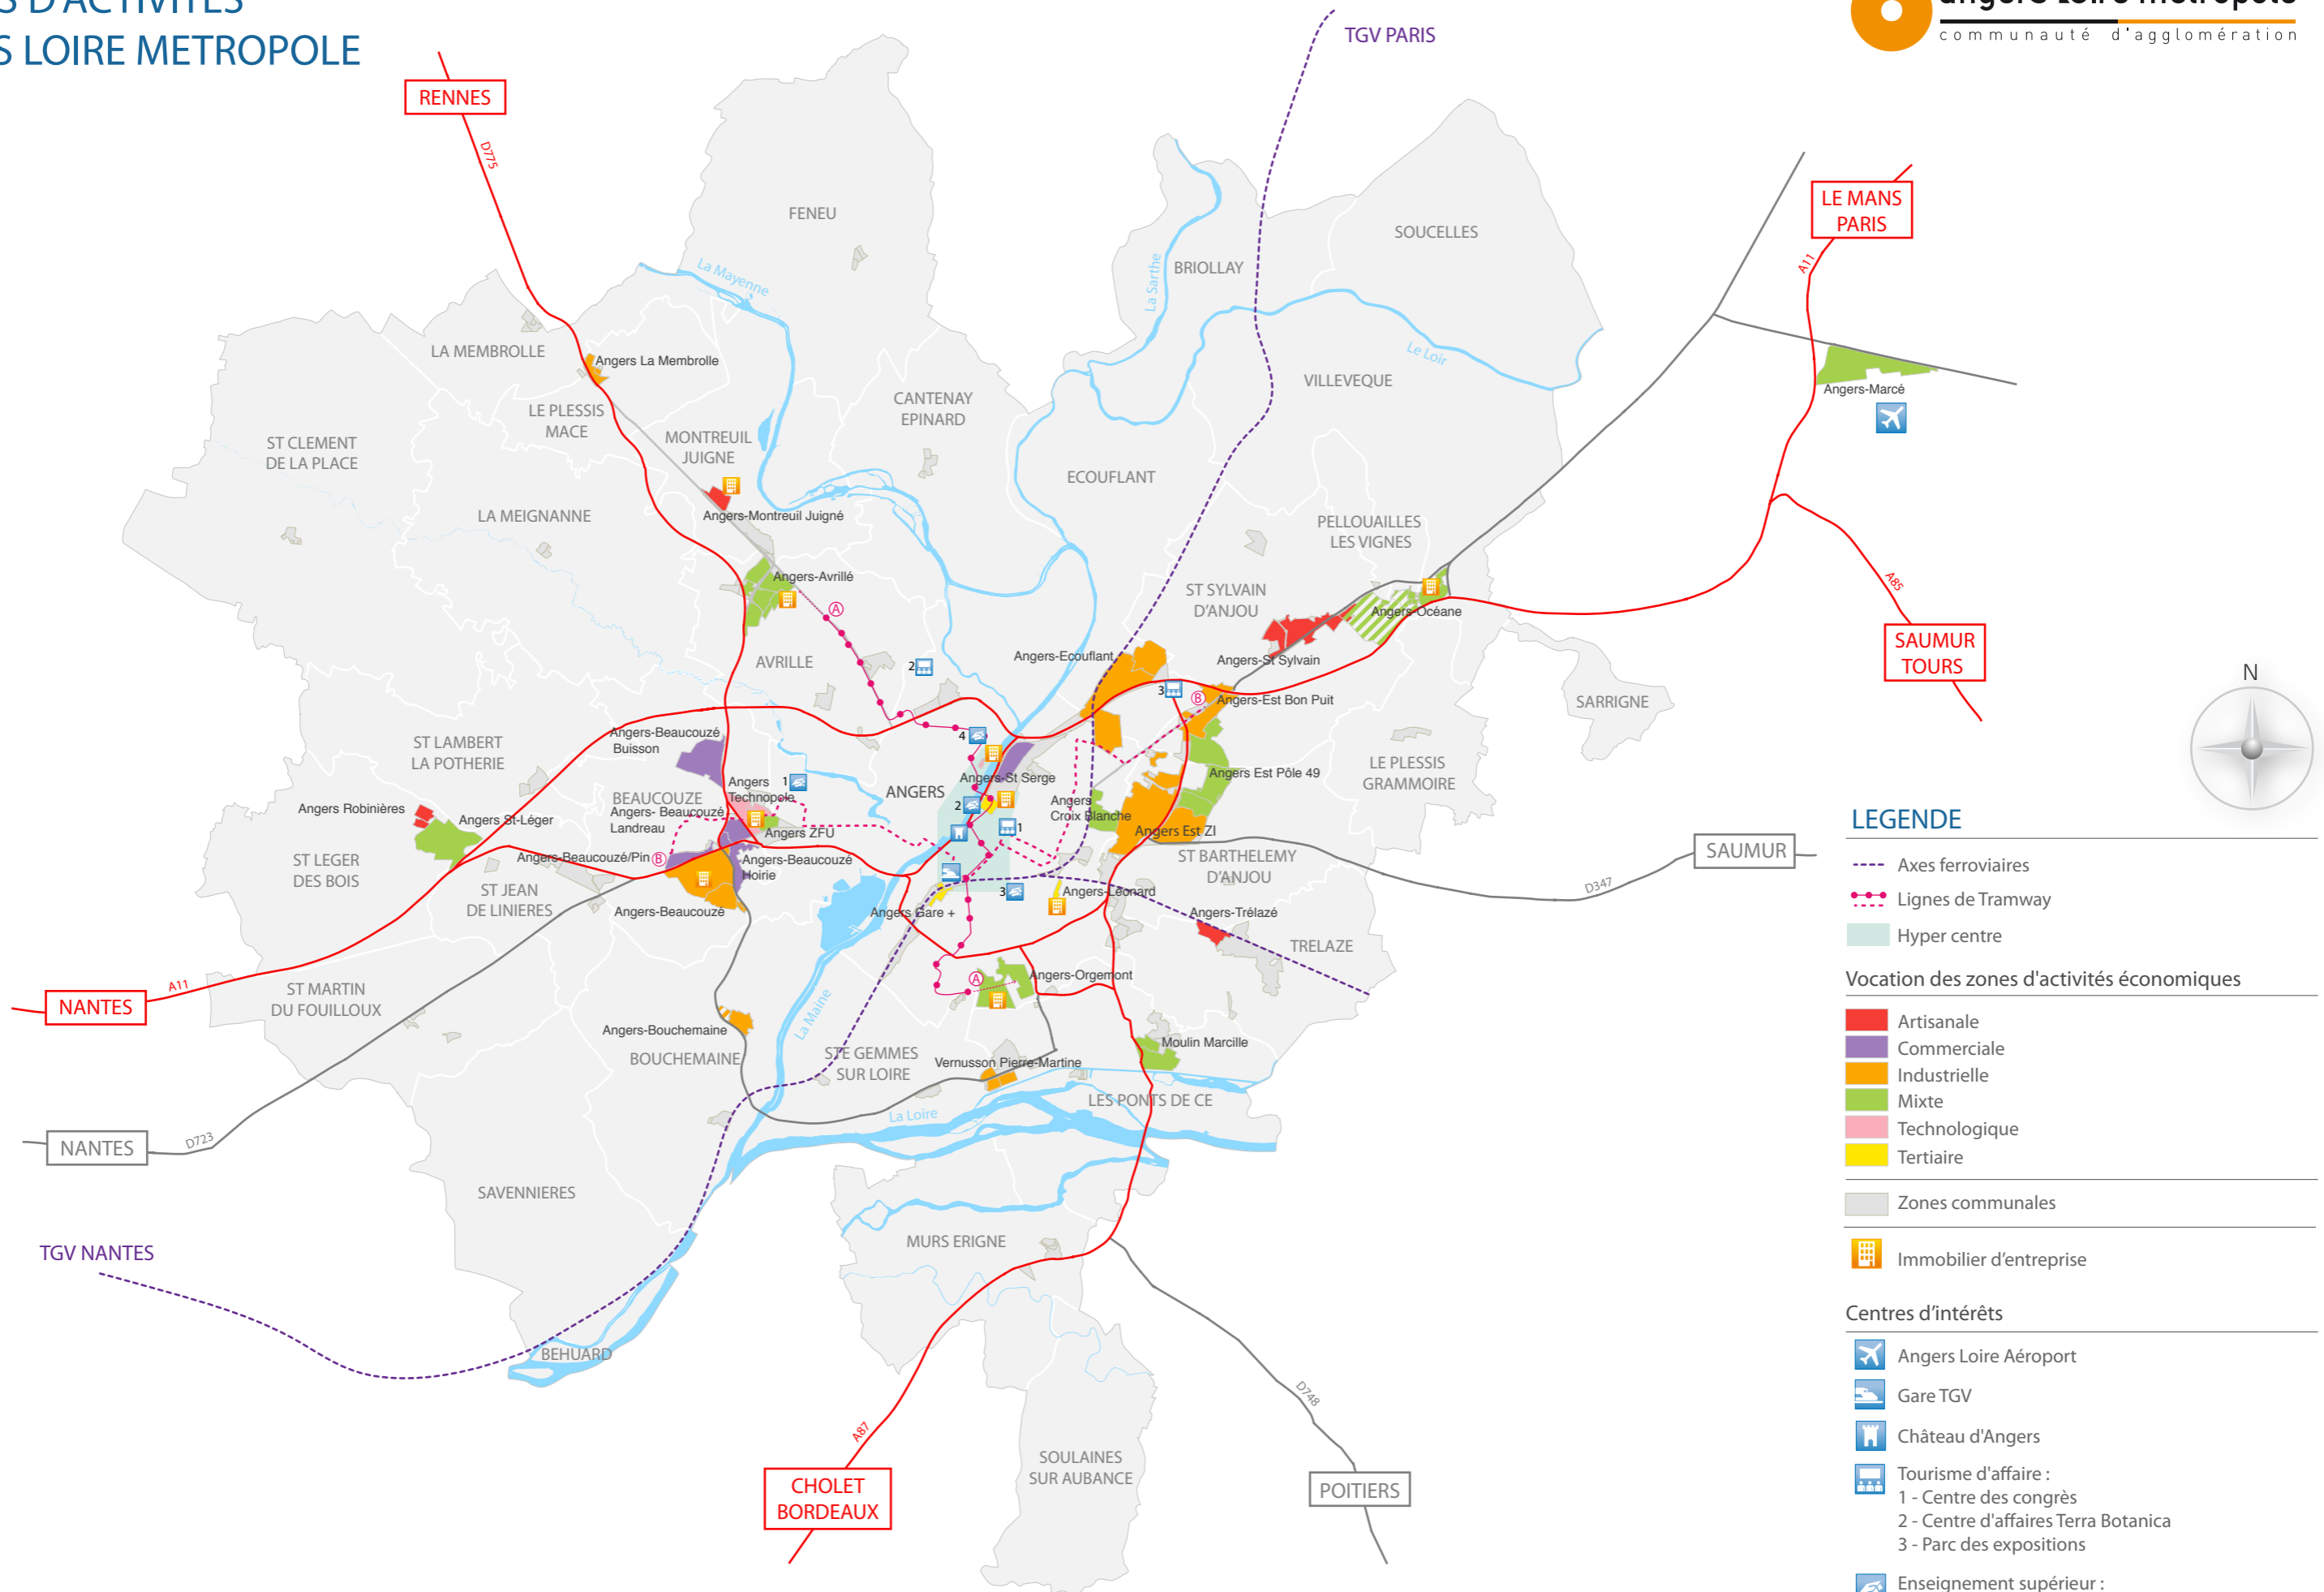 S D'ACTIVITES
S LOIRE METROPOLE
angers Loire métropole
communauté d'agglomération
TGV PARIS
RENNES
D775
FENEU
SOUCELLES
LE MANS
PARIS
A11
La Mayenne
La Sarthe
BRIOLLAY
LA MEMBROLLE
Angers La Membrolle
Le Loir
VILLEVEQUE
Angers-Marcé
LE PLESSIS
MACE
CANTENAY
EPINARD
ST CLEMENT
DE LA PLACE
MONTREUIL
JUIGNE
ECOUFLANT
LA MEIGNANNE
Angers-Montreuil Juigné
PELLOUAILLES
LES VIGNES
Angers-Avrillé
A
ST SYLVAIN
D'ANJOU
Angers-Océane
A85
SAUMUR
TOURS
AVRILLE
2
Angers-Ecouflant
Angers-St Sylvain
3
B
Angers-Est Bon Puit
SARRIGNE
N
ST LAMBERT
LA POTHERIE
Angers-Beaucouzé
Buisson
4
Angers
Technopole
1
Angers-St Serge
Angers Est Pôle 49
LE PLESSIS
GRAMMOIRE
BEAUCOUZE
ANGERS
2
Angers
Croix Blanche
Angers Robinières
Angers St-Léger
Angers- Beaucouzé
Landreau
Angers ZFU
1
Angers Est ZI
ST LEGER
DES BOIS
Angers-Beaucouzé/Pin
B
Angers-Beaucouzé
Hoirie
ST BARTHELEMY
D'ANJOU
SAUMUR
D347
ST JEAN
DE LINIERES
Angers-Beaucouzé
Angers Gare +
3
Angers-Léonard
Angers-Trélazé
TRELAZE
A11
NANTES
ST MARTIN
DU FOUILLOUX
A
Angers-Orgemont
Angers-Bouchemaine
BOUCHEMAINE
La Maine
STE GEMMES
SUR LOIRE
Vernusson Pierre-Martine
Moulin Marcille
La Loire
LES PONTS DE CE
NANTES
D723
SAVENNIERES
MURS ERIGNE
TGV NANTES
BEHUARD
D748
A87
CHOLET
BORDEAUX
SOULAINES
SUR AUBANCE
POITIERS
LEGENDE
Axes ferroviaires
Lignes de Tramway
Hyper centre
Vocation des zones d'activités économiques
Artisanale
Commerciale
Industrielle
Mixte
Technologique
Tertiaire
Zones communales
Immobilier d'entreprise
Centres d'intérêts
Angers Loire Aéroport
Gare TGV
Château d'Angers
Tourisme d'affaire :
1 - Centre des congrès
2 - Centre d'affaires Terra Botanica
3 - Parc des expositions
Enseignement supérieur :